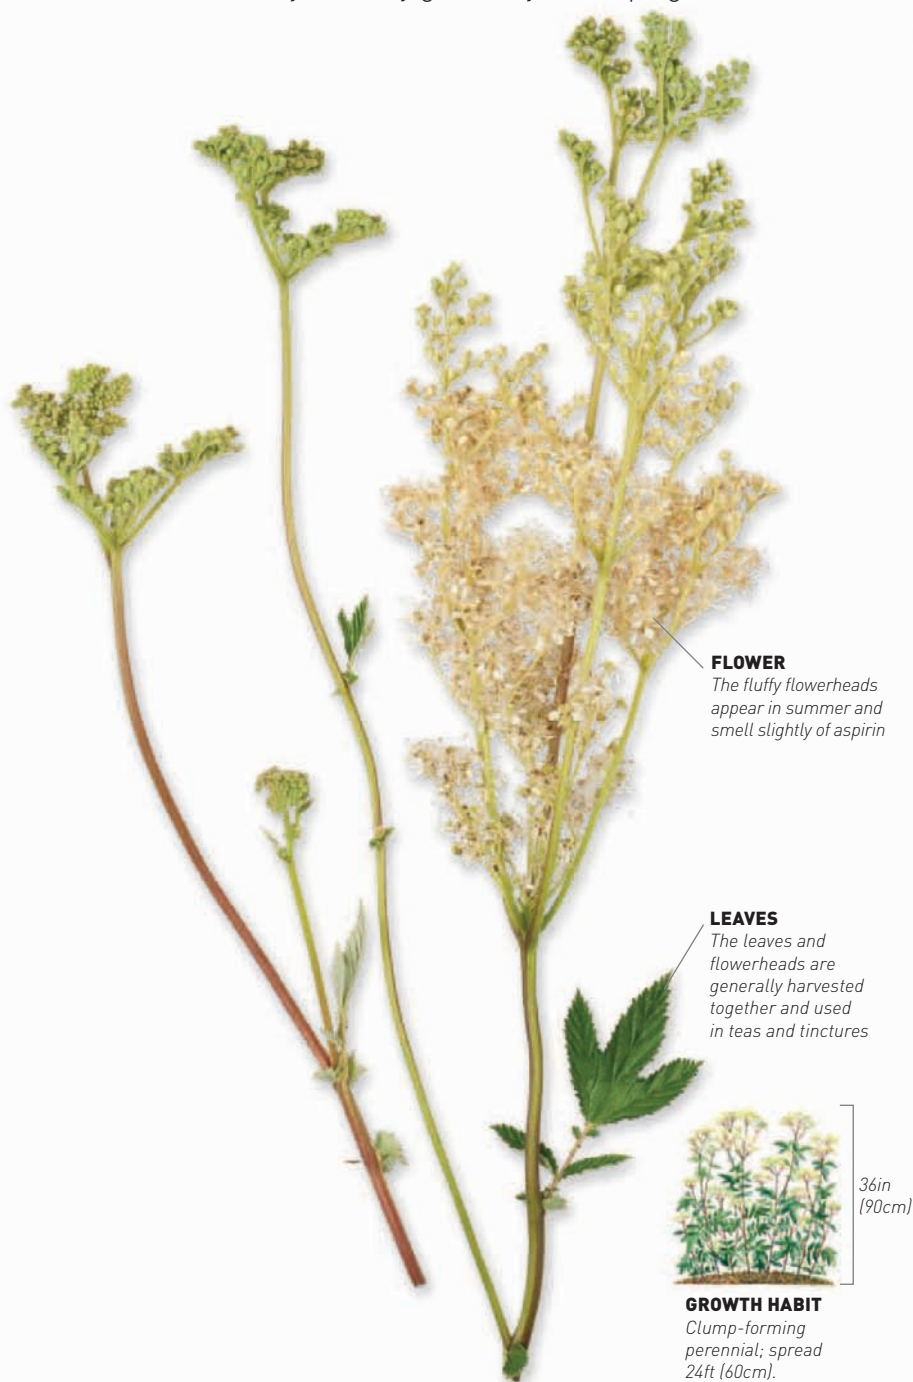 FLOWER
The fluffy flowerheads
appear in summer and
smell slightly of aspirin
LEAVES
The leaves and
flowerheads are
generally harvested
together and used
in teas and tinctures
36in
(90cm)
GROWTH HABIT
Clump-forming
perennial; spread
24ft (60cm).